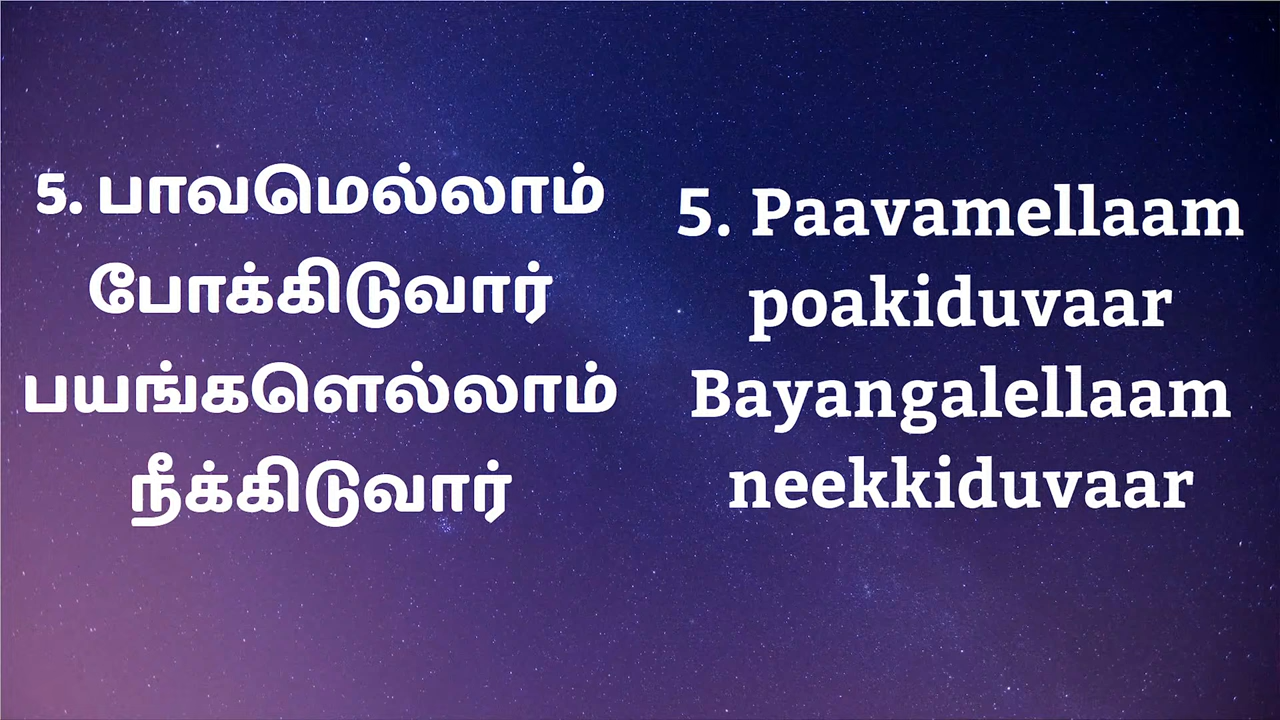 5. பாவமெல்லாம்
போக்கிடுவார்
பயங்களெல்லாம்
நீக்கிடுவார்
5. Paavamellaam
poakiduvaar
Bayangalellaam
neekkiduvaar